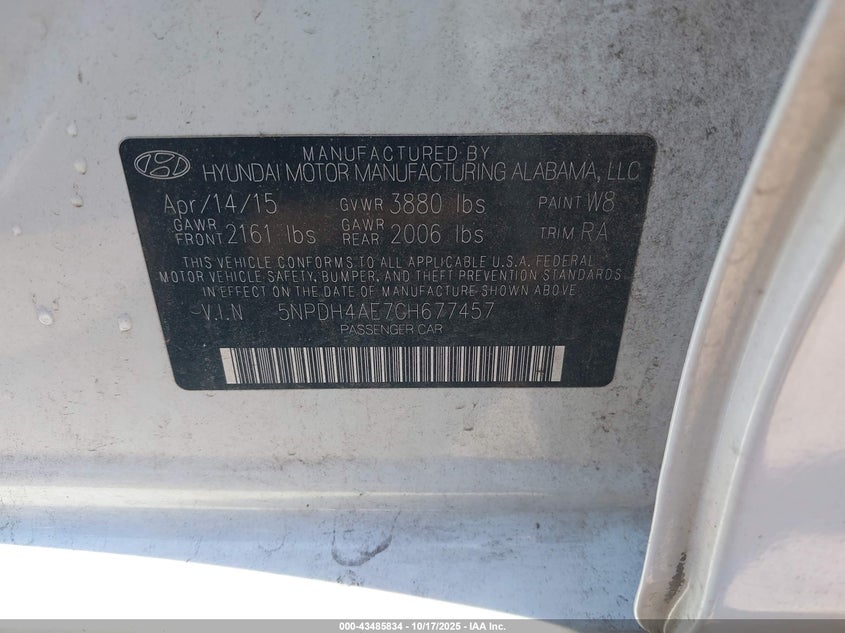 MANUFACTURED BY
HYUNDAI MOTOR MANUFACTURING ALABAMA, LLC
Apr/14/15 GVWR 3880 lbs PAINT W8
GAWR FRONT 2161 lbs GAWR REAR 2006 lbs TRIM RA
THIS VEHICLE CONFORMS TO ALL APPLICABLE U.S.A. FEDERAL
MOTOR VEHICLE SAFETY, BUMPER, AND THEFT PREVENTION STANDARDS
IN EFFECT ON THE DATE OF MANUFACTURE SHOWN ABOVE.
V.I.N 5NPDH4AE7GH677457
PASSENGER CAR
000-43485834 - 10/17/2025 - IAA Inc.